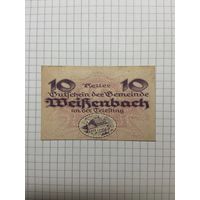 10 Heller 10
Gutschein der Gemeinde
Weißenbach
an der Triesting